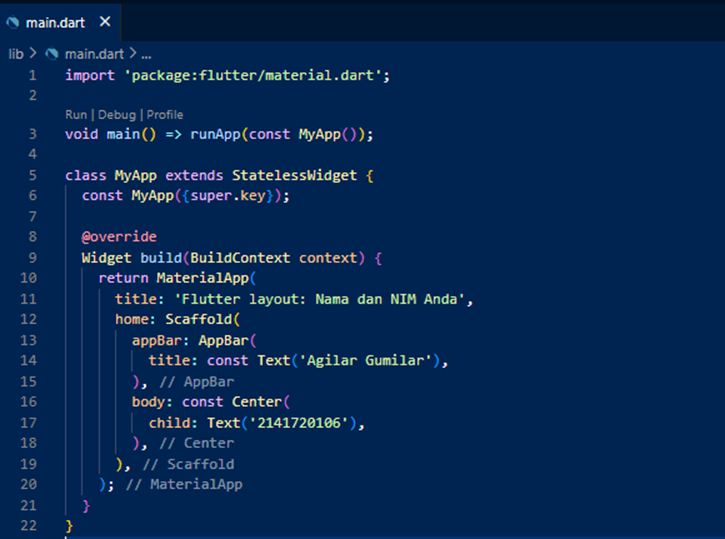 main.dart ×
lib > main.dart > ...
1 import 'package:flutter/material.dart';
2
Run | Debug | Profile
3 void main() => runApp(const MyApp());
4
5 class MyApp extends StatelessWidget {
6   const MyApp({super.key});
7
8   @override
9   Widget build(BuildContext context) {
10     return MaterialApp(
11       title: 'Flutter layout: Nama dan NIM Anda',
12       home: Scaffold(
13         appBar: AppBar(
14           title: const Text('Agilar Gumilar'),
15         ), // AppBar
16         body: const Center(
17           child: Text('2141720106'),
18         ), // Center
19       ), // Scaffold
20     ); // MaterialApp
21   }
22 }